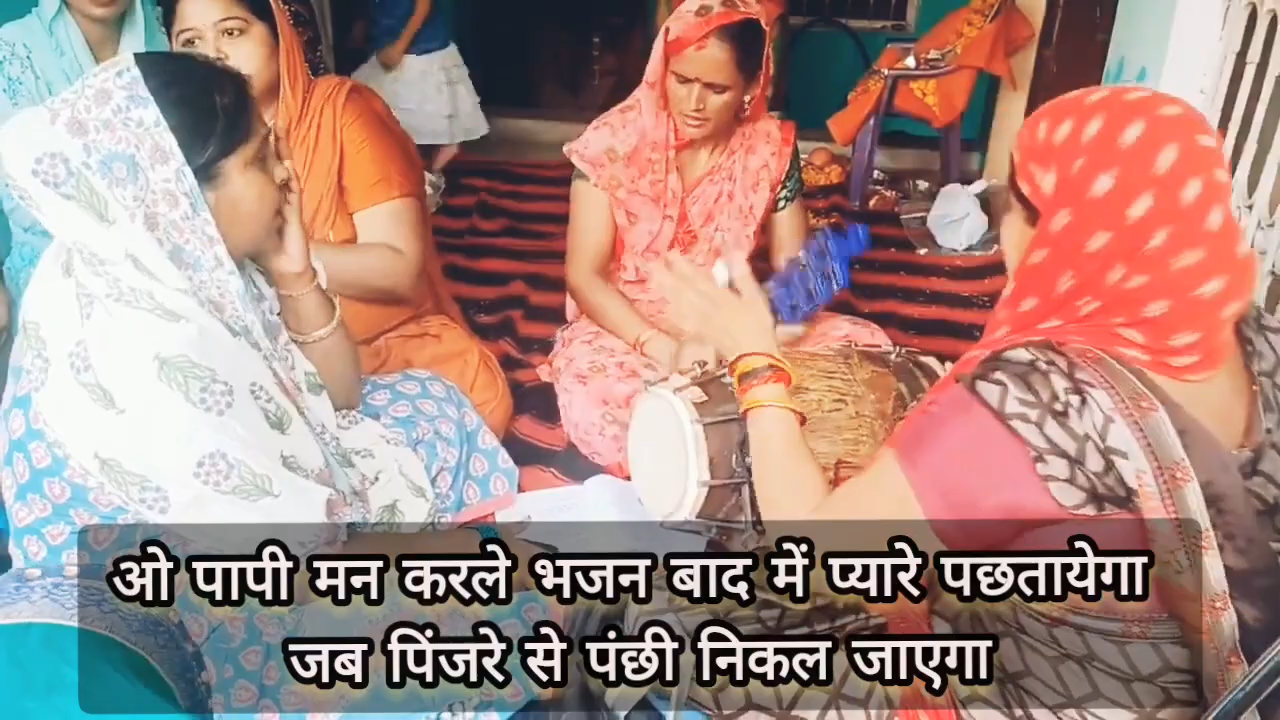 ओ पापी मन करले भजन बाद में प्यारे पछतायेगा
जब पिंजरे से पंछी निकल जाएगा